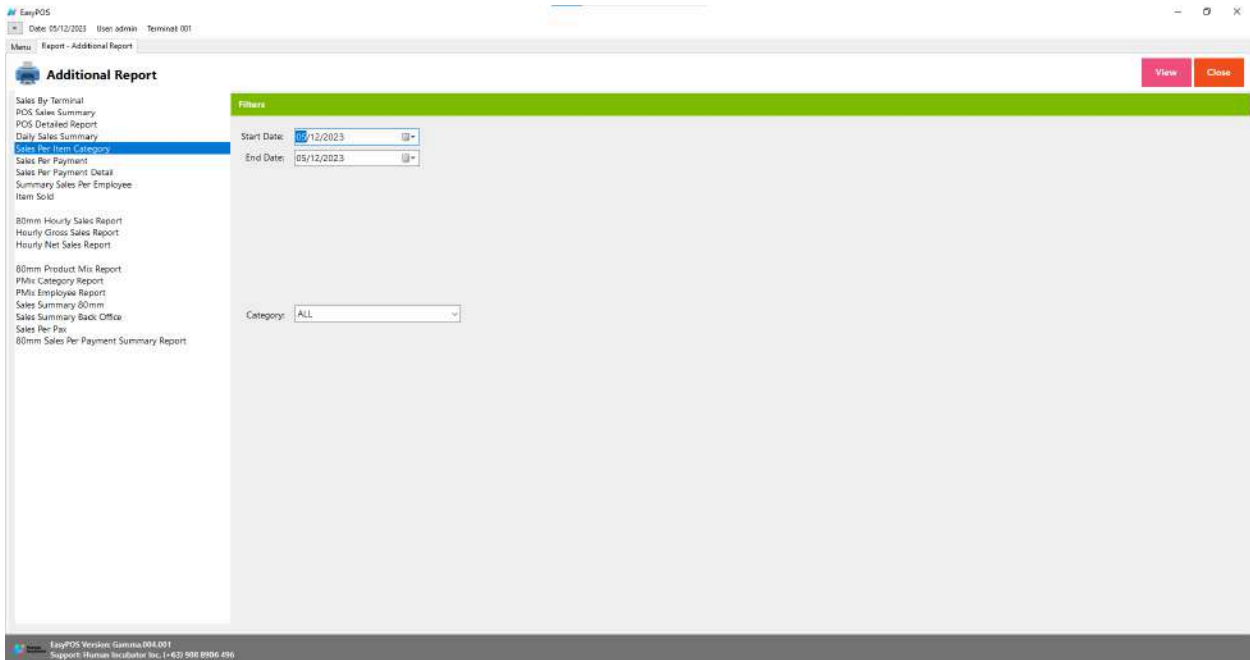 EasyPOS
Date: 05/12/2023 User: admin Terminal: 001
Menu Report - Additional Report
Additional Report
View Close
Sales By Terminal
POS Sales Summary
POS Detailed Report
Daily Sales Summary
Sales Per Item Category
Sales Per Payment
Sales Per Payment Detail
Summary Sales Per Employee
Item Sold
80mm Hourly Sales Report
Hourly Gross Sales Report
Hourly Net Sales Report
80mm Product Mix Report
PMix Category Report
PMix Employee Report
Sales Summary 80mm
Sales Summary Back Office
Sales Per Pax
80mm Sales Per Payment Summary Report
Filters
Start Date: 05/12/2023
End Date: 05/12/2023
Category: ALL
EasyPOS Version: Gamma.004.001
Support: Human Incubator Inc. (+63) 908 8906 496